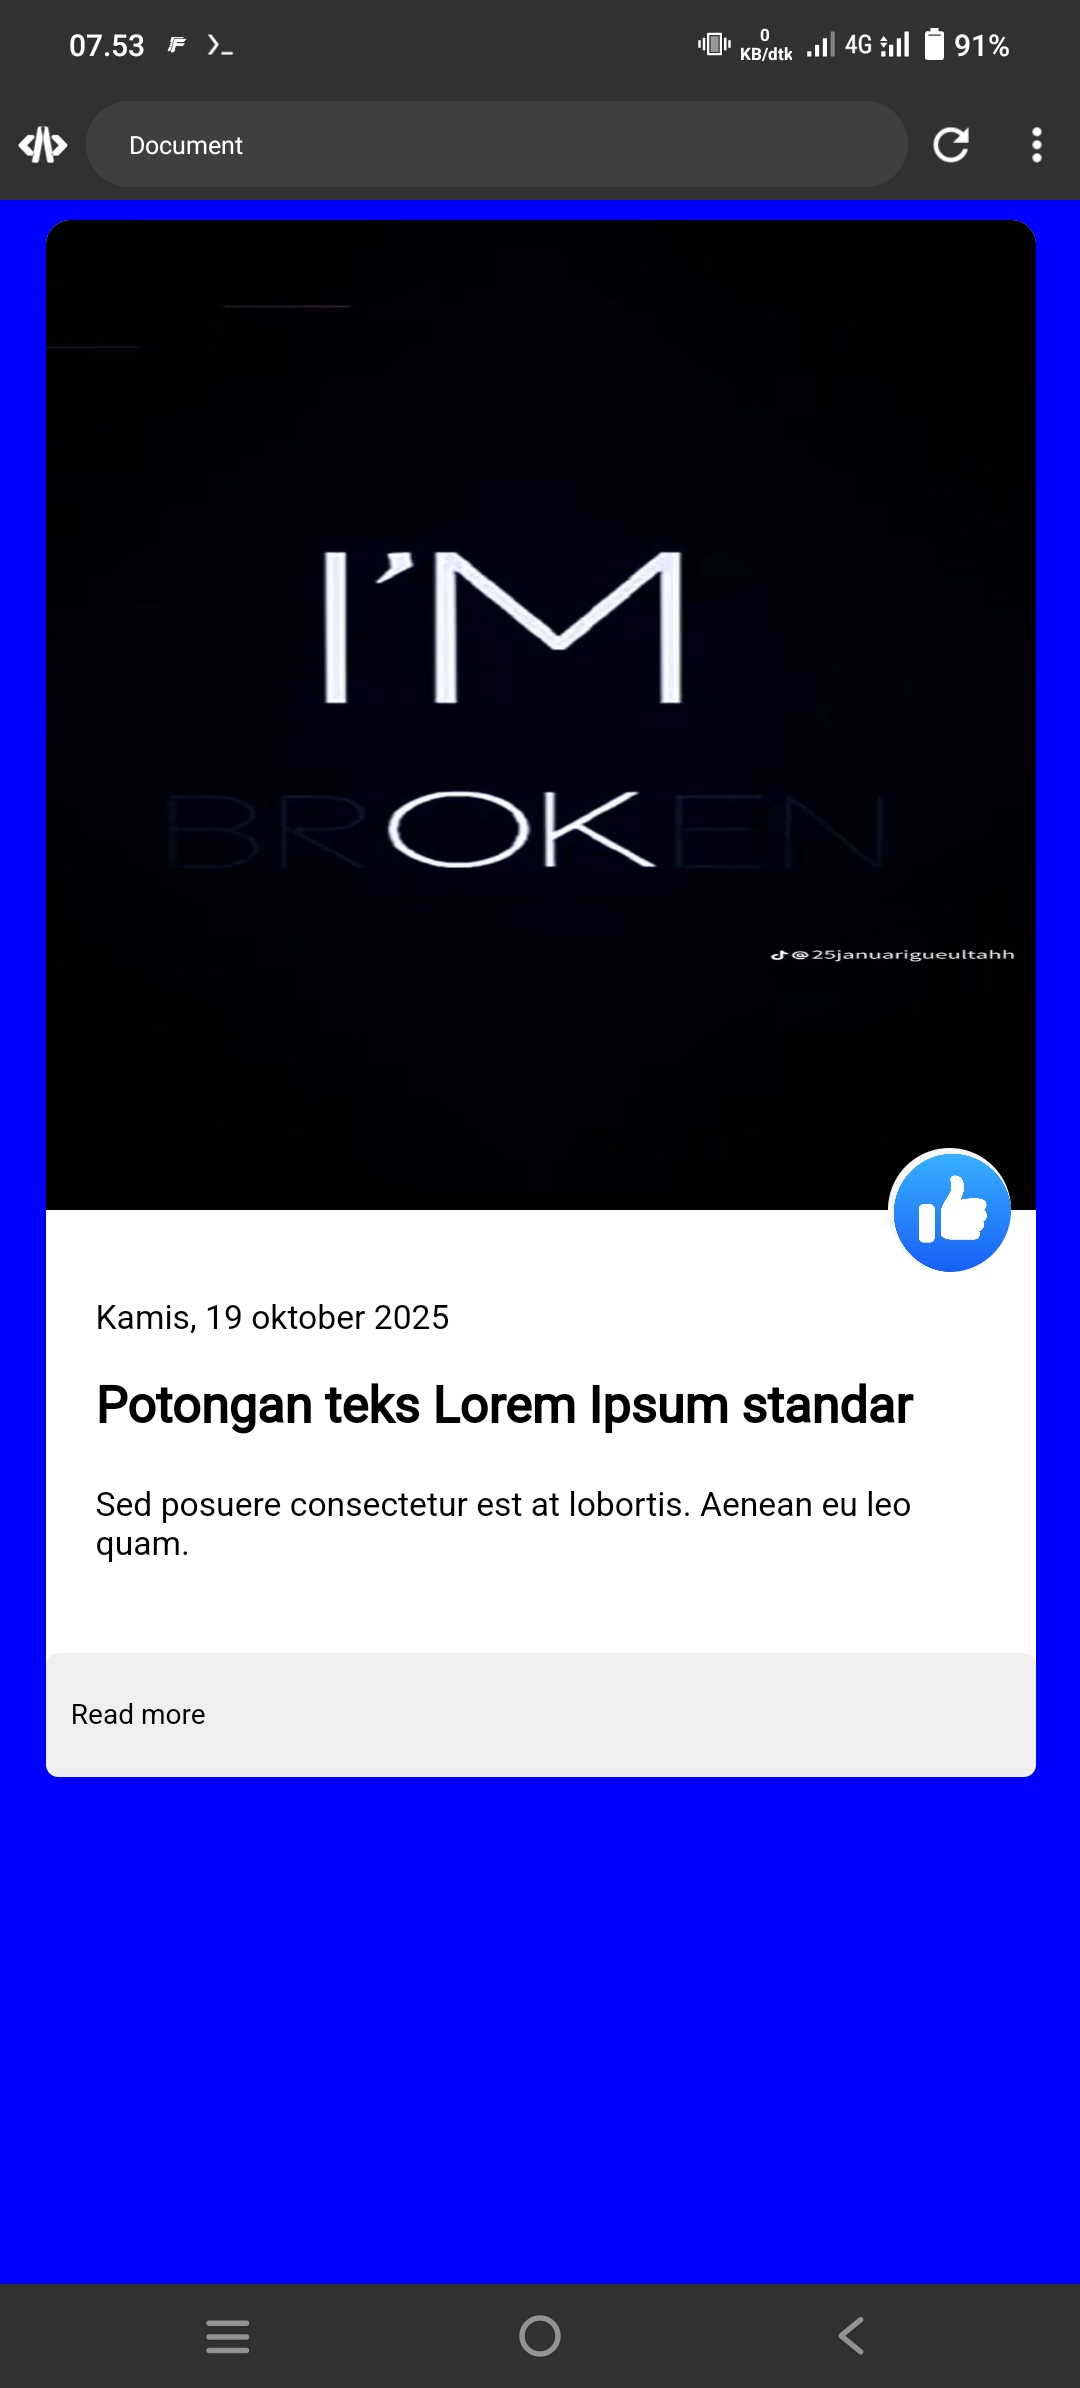 07.53
0
KB/dtk
4G
91%
Document
I'M
BROKEN
@25januarigueultahh
Kamis, 19 oktober 2025
Potongan teks Lorem Ipsum standar
Sed posuere consectetur est at lobortis. Aenean eu leo
quam.
Read more